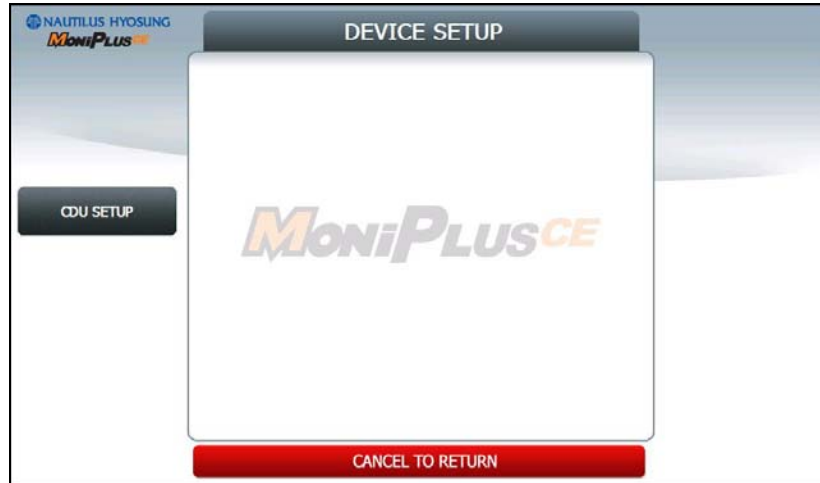 NAUTILUS HYOSUNG
MoniPlusCE
DEVICE SETUP
CDU SETUP
MoniPlusCE
CANCEL TO RETURN